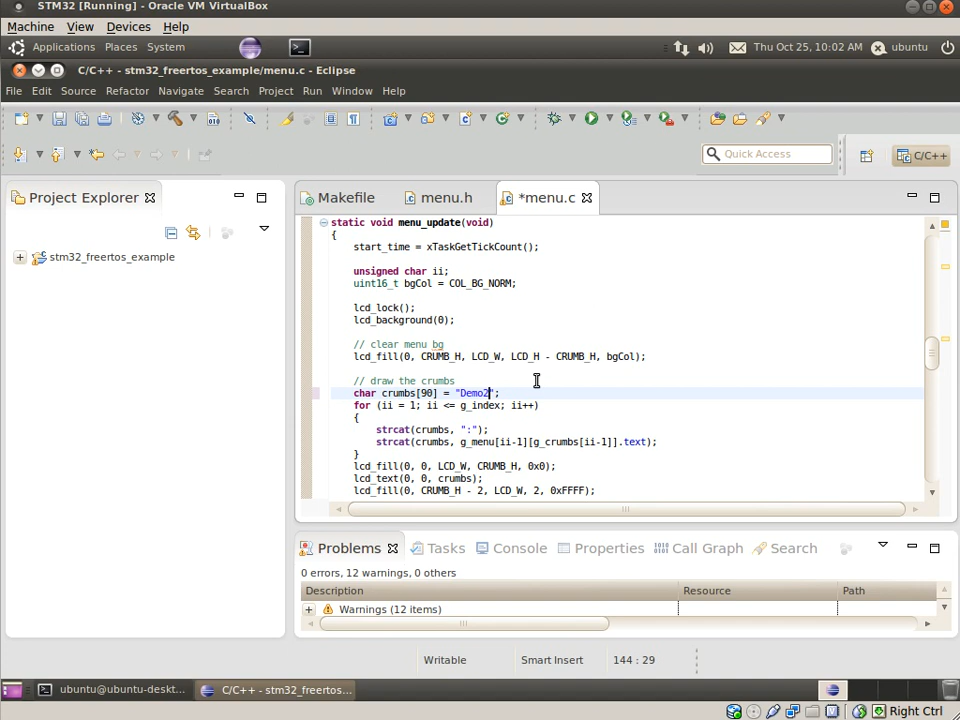 STM32 [Running] - Oracle VM VirtualBox
Machine View Devices Help
Applications Places System Thu Oct 25, 10:02 AM ubuntu
C/C++ - stm32_freertos_example/menu.c - Eclipse
File Edit Source Refactor Navigate Search Project Run Window Help
Quick Access C/C++
Project Explorer Makefile menu.h *menu.c
stm32_freertos_example
static void menu_update(void)
{
start_time = xTaskGetTickCount();
unsigned char ii;
uint16_t bgCol = COL_BG_NORM;
lcd_lock();
lcd_background(0);
// clear menu bg
lcd_fill(0, CRUMB_H, LCD_W, LCD_H - CRUMB_H, bgCol);
// draw the crumbs
char crumbs[90] = "Demo2";
for (ii = 1; ii <= g_index; ii++)
{
strcat(crumbs, ":");
strcat(crumbs, g_menu[ii-1][g_crumbs[ii-1]].text);
}
lcd_fill(0, 0, LCD_W, CRUMB_H, 0x0);
lcd_text(0, 0, crumbs);
lcd_fill(0, CRUMB_H - 2, LCD_W, 2, 0xFFFF);
Problems Tasks Console Properties Call Graph Search
0 errors, 12 warnings, 0 others
Description Resource Path
Warnings (12 items)
Writable Smart Insert 144 : 29
ubuntu@ubuntu-deskt... C/C++ - stm32_freertos...
Right Ctrl